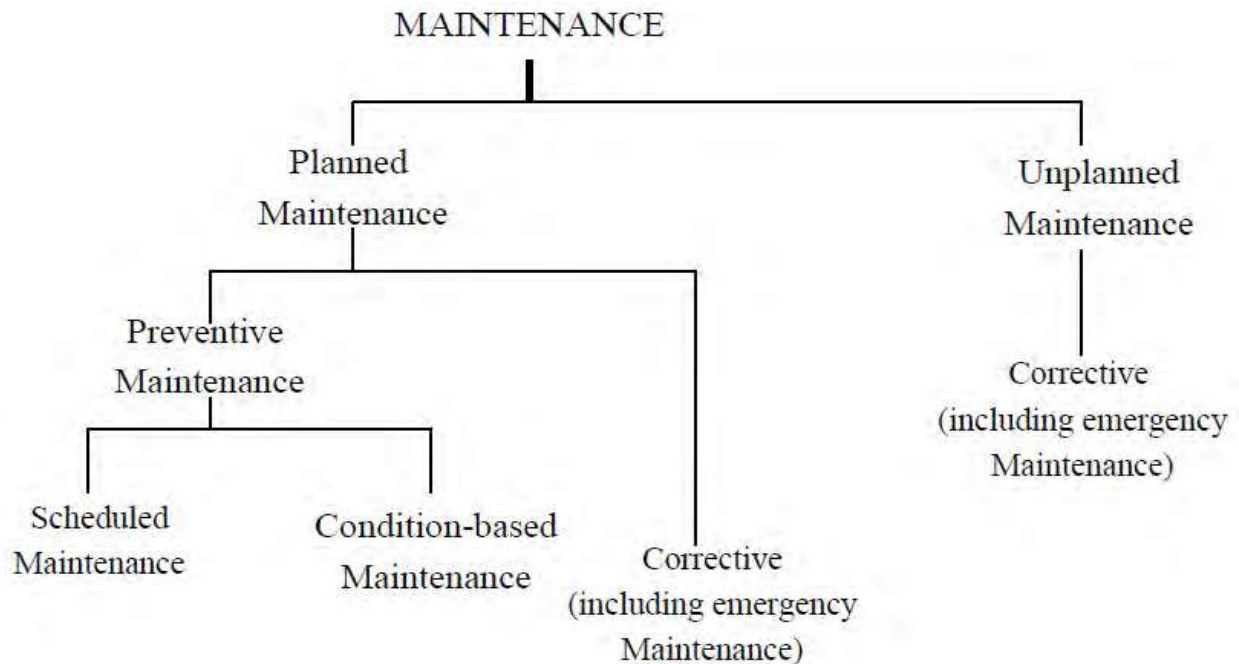 MAINTENANCE
Planned
Maintenance
Unplanned
Maintenance
Preventive
Maintenance
Corrective
(including emergency
Maintenance)
Scheduled
Maintenance
Condition-based
Maintenance
Corrective
(including emergency
Maintenance)